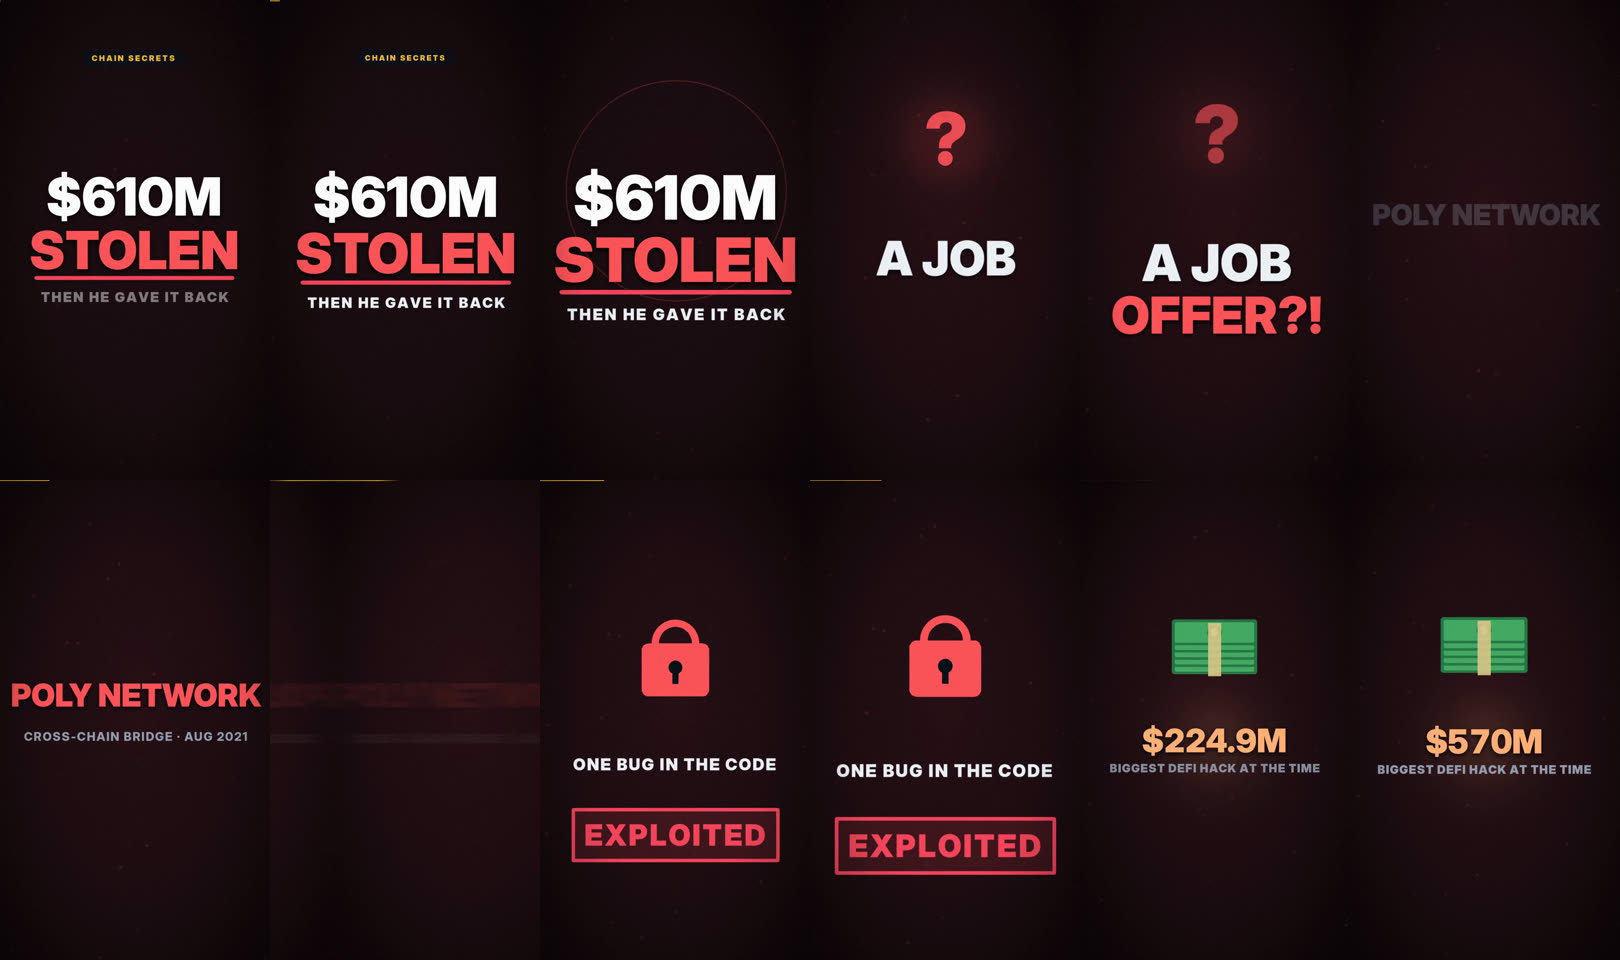 CHAIN SECRETS
$610M
STOLEN
THEN HE GAVE IT BACK
CHAIN SECRETS
$610M
STOLEN
THEN HE GAVE IT BACK
$610M
STOLEN
THEN HE GAVE IT BACK
?
A JOB
?
A JOB
OFFER?!
POLY NETWORK
POLY NETWORK
CROSS-CHAIN BRIDGE · AUG 2021
ONE BUG IN THE CODE
EXPLOITED
ONE BUG IN THE CODE
EXPLOITED
$224.9M
BIGGEST DEFI HACK AT THE TIME
$570M
BIGGEST DEFI HACK AT THE TIME